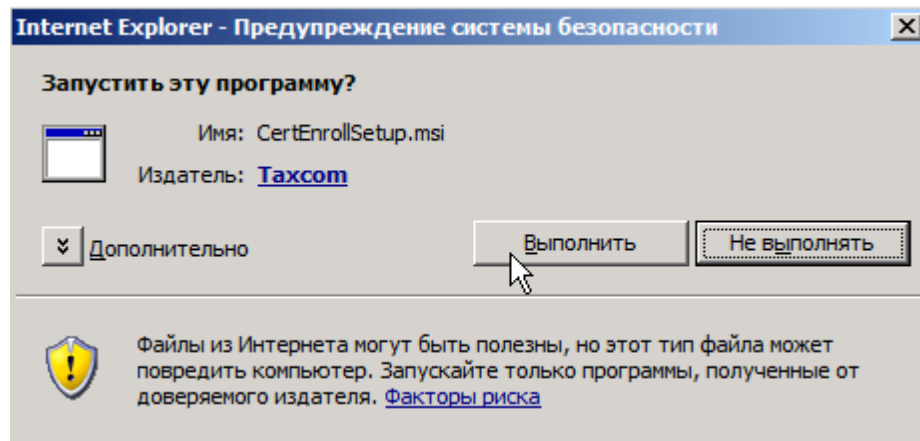 Internet Explorer - Предупреждение системы безопасности
Запустить эту программу?
Имя: CertEnrollSetup.msi
Издатель: Taxcom
Дополнительно
Выполнить
Не выполнять
Файлы из Интернета могут быть полезны, но этот тип файла может
повредить компьютер. Запускайте только программы, полученные от
доверяемого издателя. Факторы риска